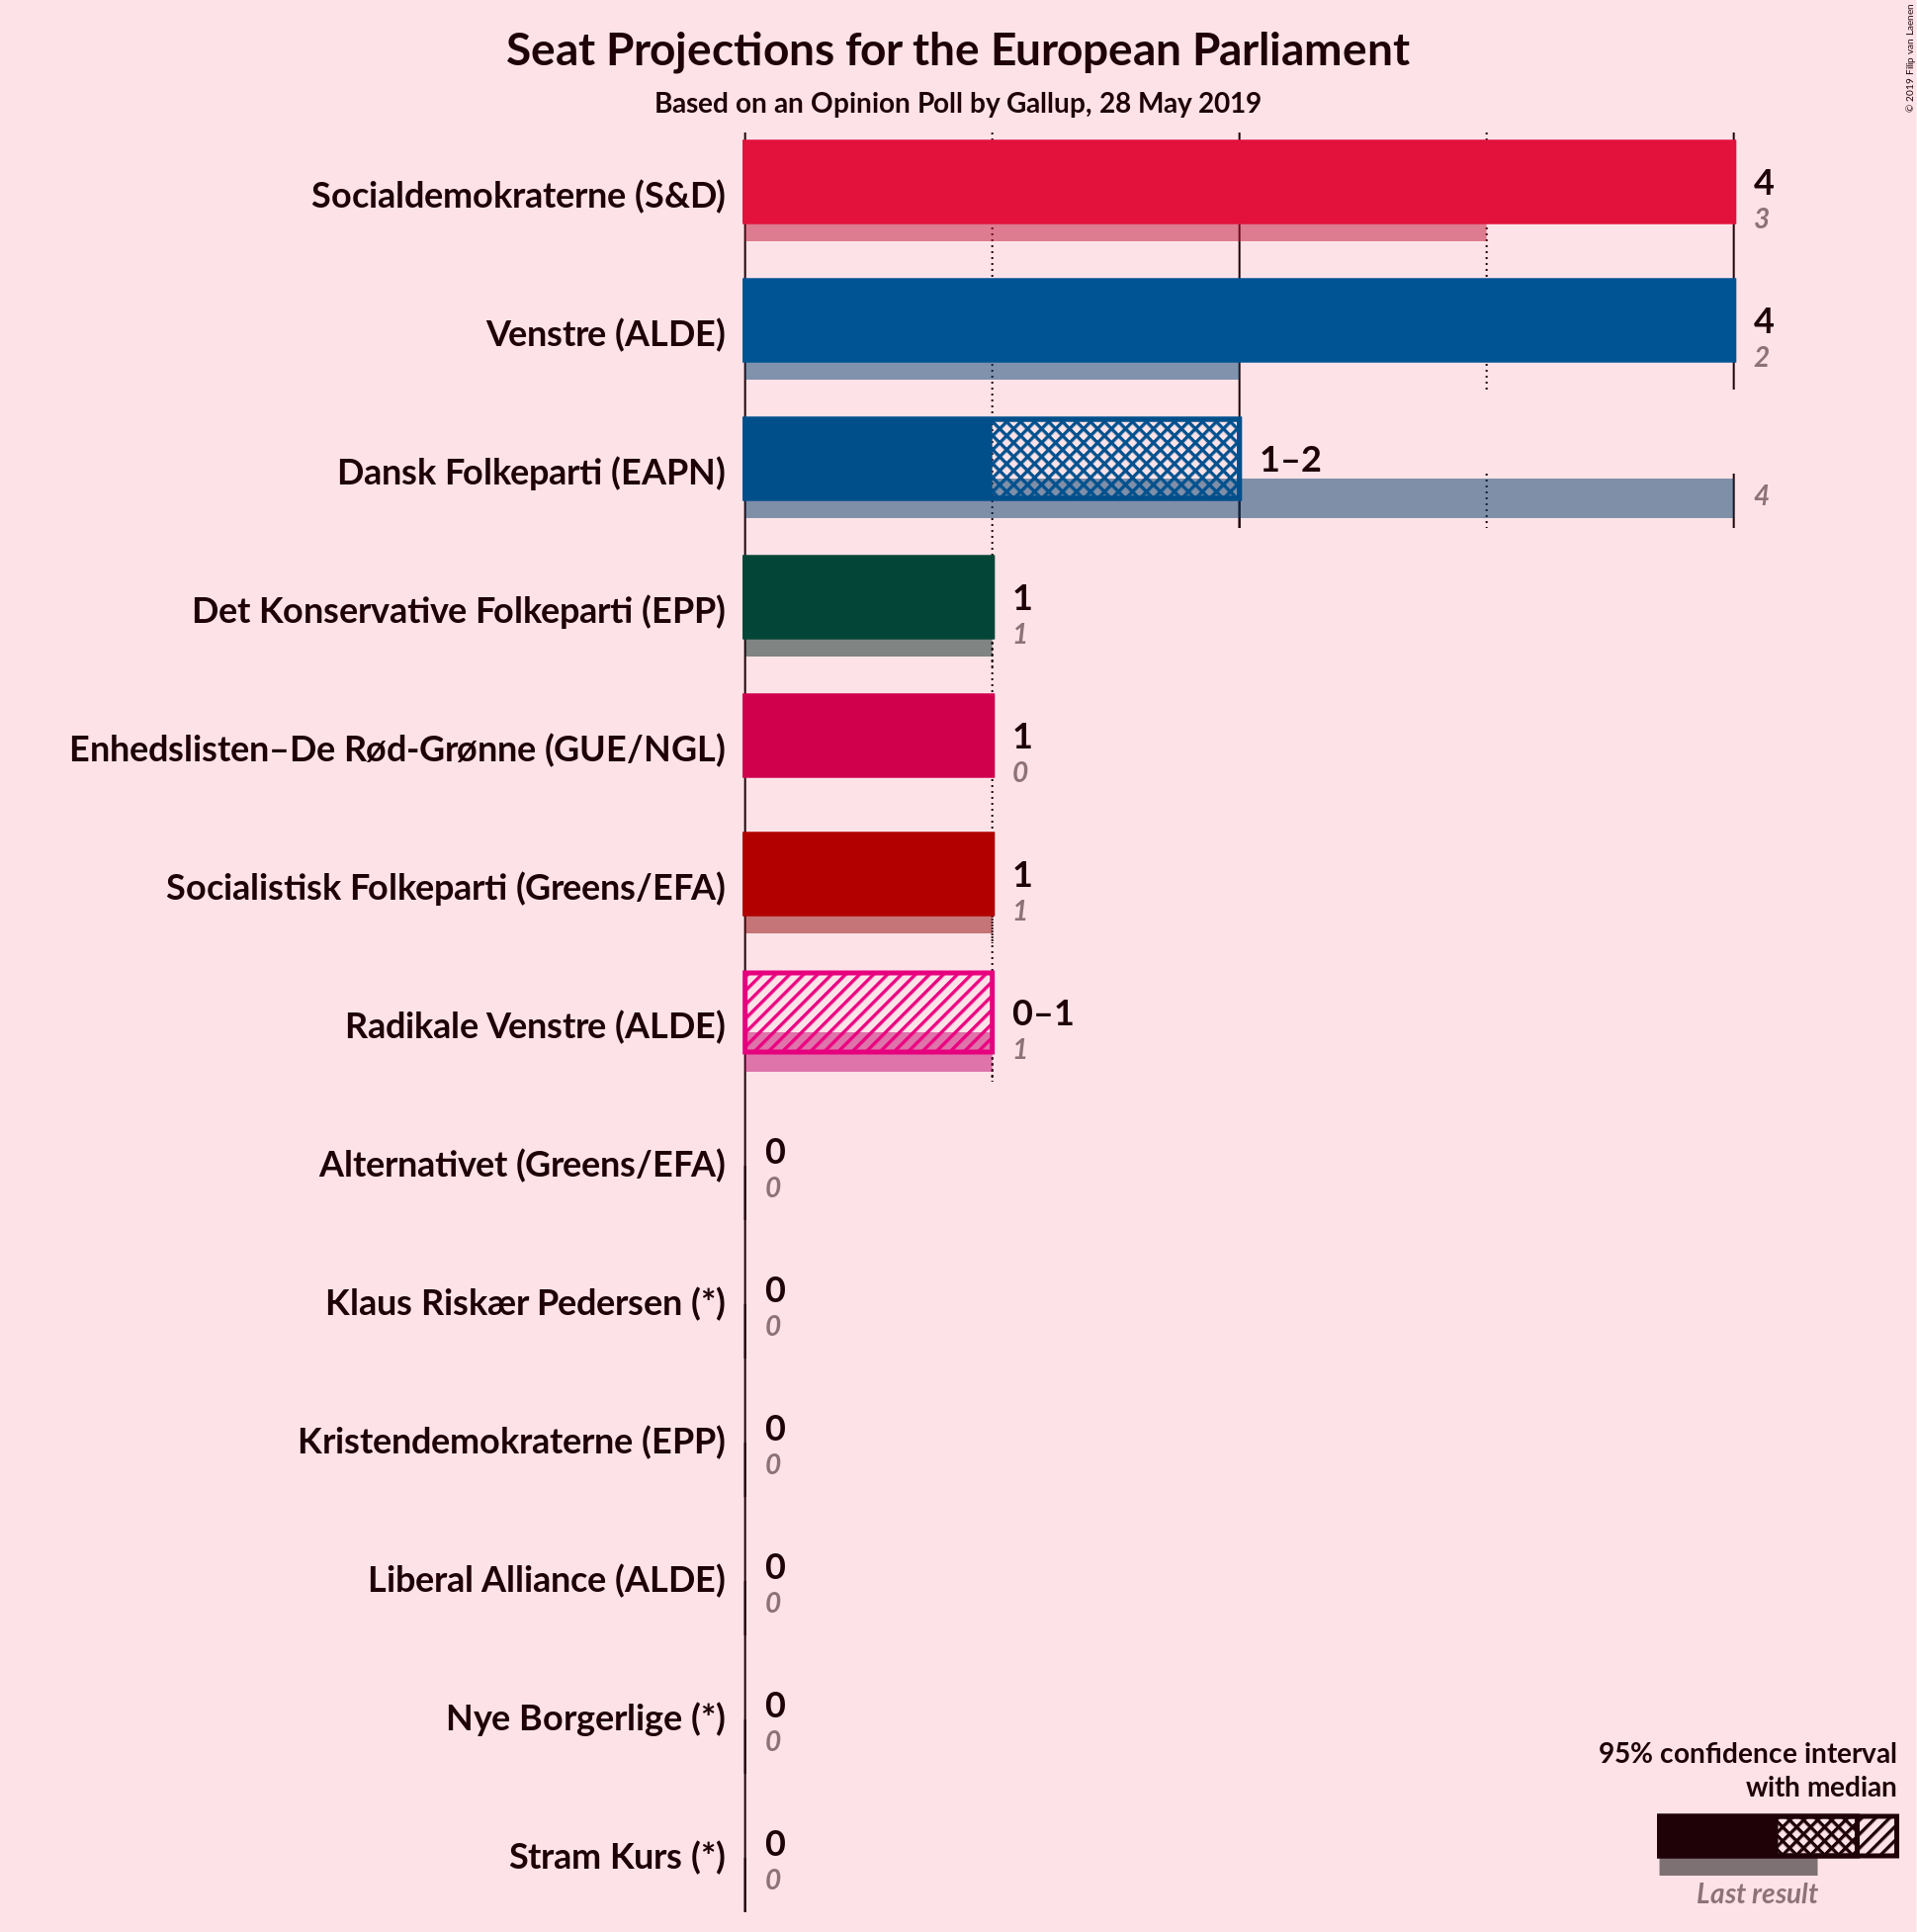 Seat Projections for the European Parliament
Based on an Opinion Poll by Gallup, 28 May 2019
© 2019 Filip van Laenen
Socialdemokraterne (S&D)
4
3
Venstre (ALDE)
4
2
Dansk Folkeparti (EAPN)
1–2
4
Det Konservative Folkeparti (EPP)
1
1
Enhedslisten–De Rød-Grønne (GUE/NGL)
1
0
Socialistisk Folkeparti (Greens/EFA)
1
1
Radikale Venstre (ALDE)
0–1
1
Alternativet (Greens/EFA)
0
0
Klaus Riskær Pedersen (*)
0
0
Kristendemokraterne (EPP)
0
0
Liberal Alliance (ALDE)
0
0
Nye Borgerlige (*)
0
0
Stram Kurs (*)
0
0
95% confidence interval
with median
Last result